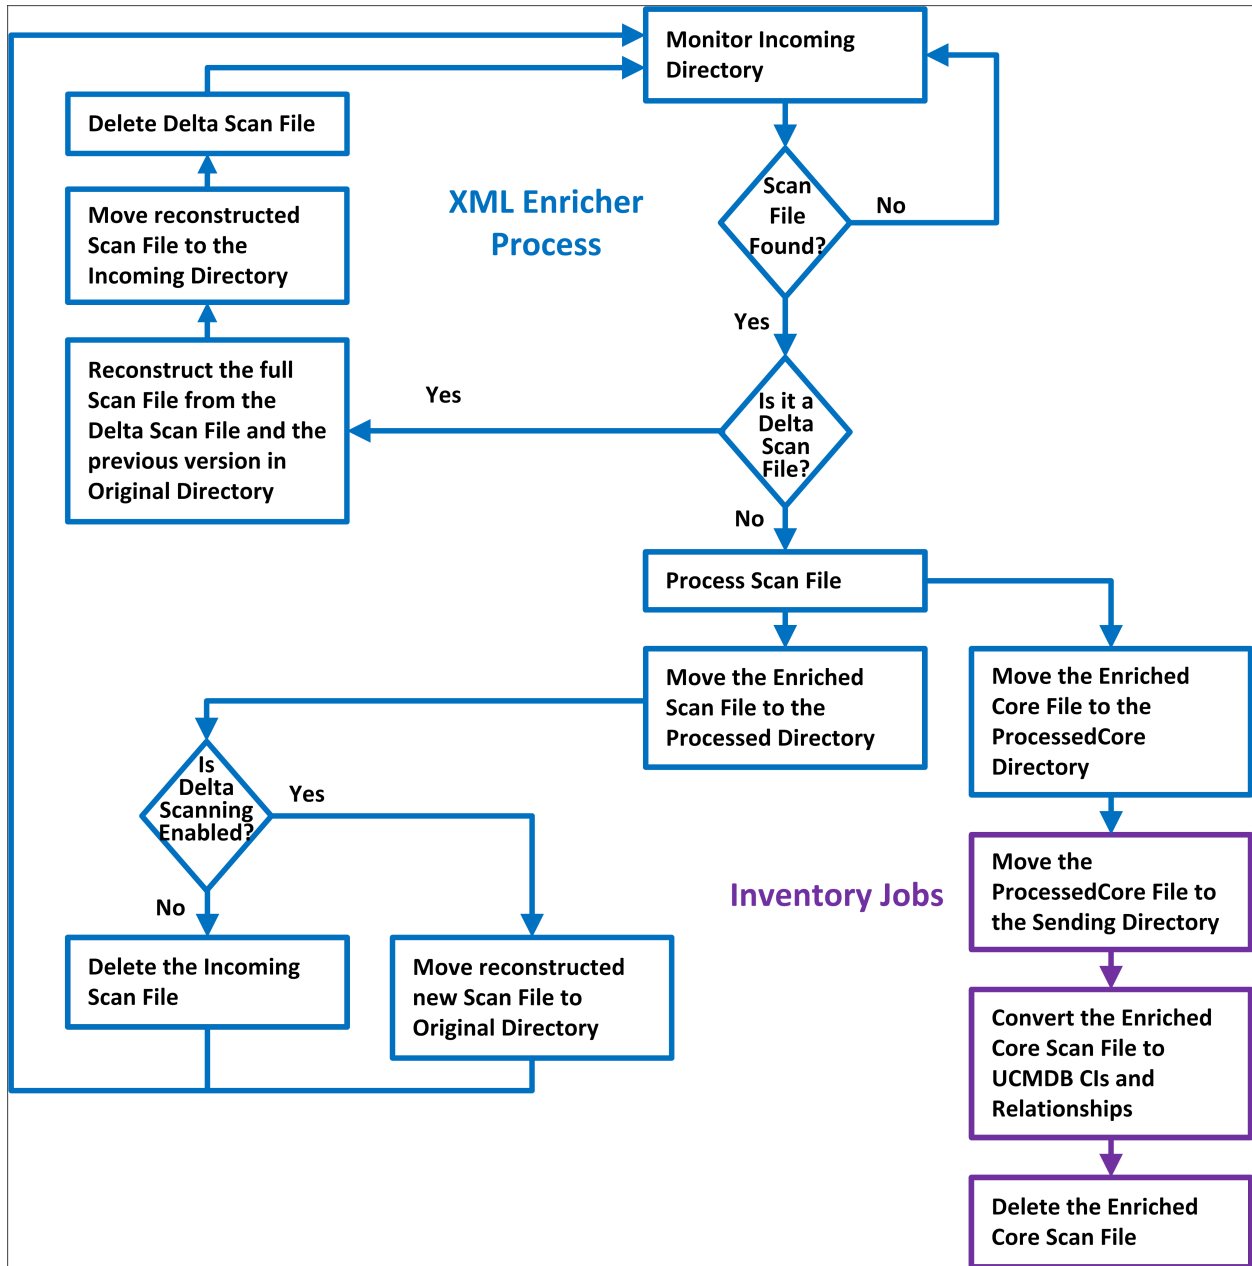 Monitor Incoming
Directory
Delete Delta Scan File
Scan
File
Found?
No
XML Enricher
Process
Move reconstructed
Scan File to the
Incoming Directory
Yes
Reconstruct the full
Scan File from the
Delta Scan File and the
previous version in
Original Directory
Yes
Is it a
Delta
Scan
File?
No
Process Scan File
Move the Enriched
Scan File to the
Processed Directory
Move the Enriched
Core File to the
ProcessedCore
Directory
Is
Delta
Scanning
Enabled?
Yes
No
Inventory Jobs
Move the
ProcessedCore File to
the Sending Directory
Delete the Incoming
Scan File
Move reconstructed
new Scan File to
Original Directory
Convert the Enriched
Core Scan File to
UCMDB CIs and
Relationships
Delete the Enriched
Core Scan File